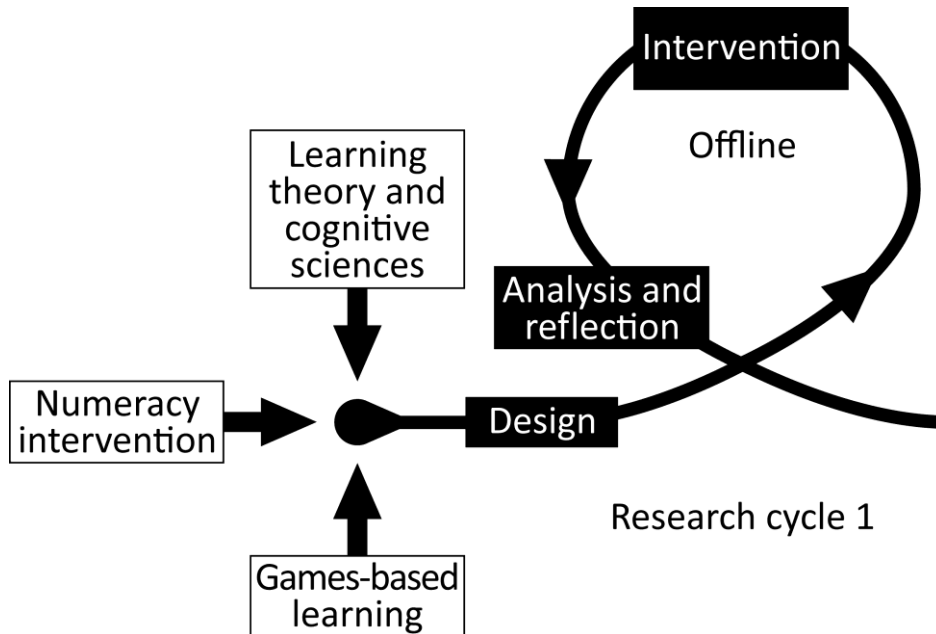 Intervention
Offline
Learning
theory and
cognitive
sciences
Analysis and
reflection
Numeracy
intervention
Design
Research cycle 1
Games-based
learning